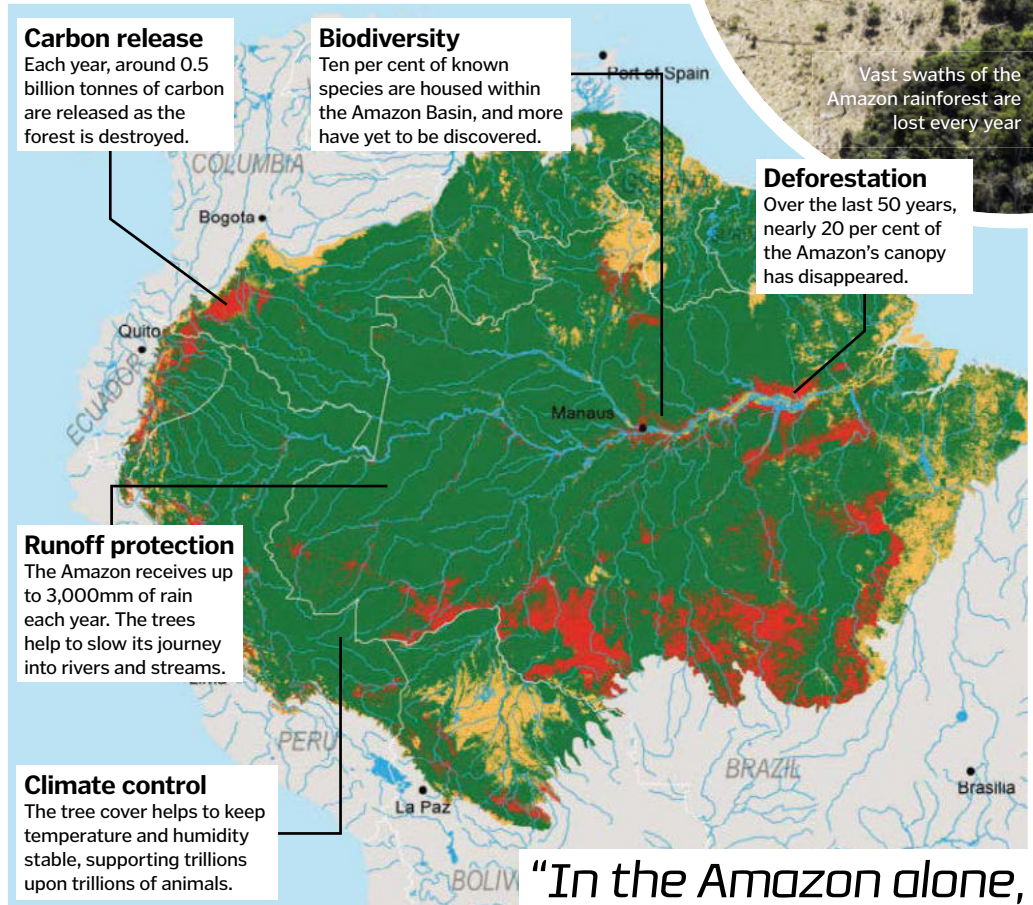 Carbon release
Each year, around 0.5
billion tonnes of carbon
are released as the
forest is destroyed.
Biodiversity
Ten per cent of known
species are housed within
the Amazon Basin, and more
have yet to be discovered.
Port of Spain
Vast swaths of the
Amazon rainforest are
lost every year
COLUMBIA
Bogota
Deforestation
Over the last 50 years,
nearly 20 per cent of
the Amazon's canopy
has disappeared.
Quito
ECUADOR
Manaus
Runoff protection
The Amazon receives up
to 3,000mm of rain
each year. The trees
help to slow its journey
into rivers and streams.
PERU
BRAZIL
Brasilia
La Paz
Climate control
The tree cover helps to keep
temperature and humidity
stable, supporting trillions
upon trillions of animals.
"In the Amazon alone,